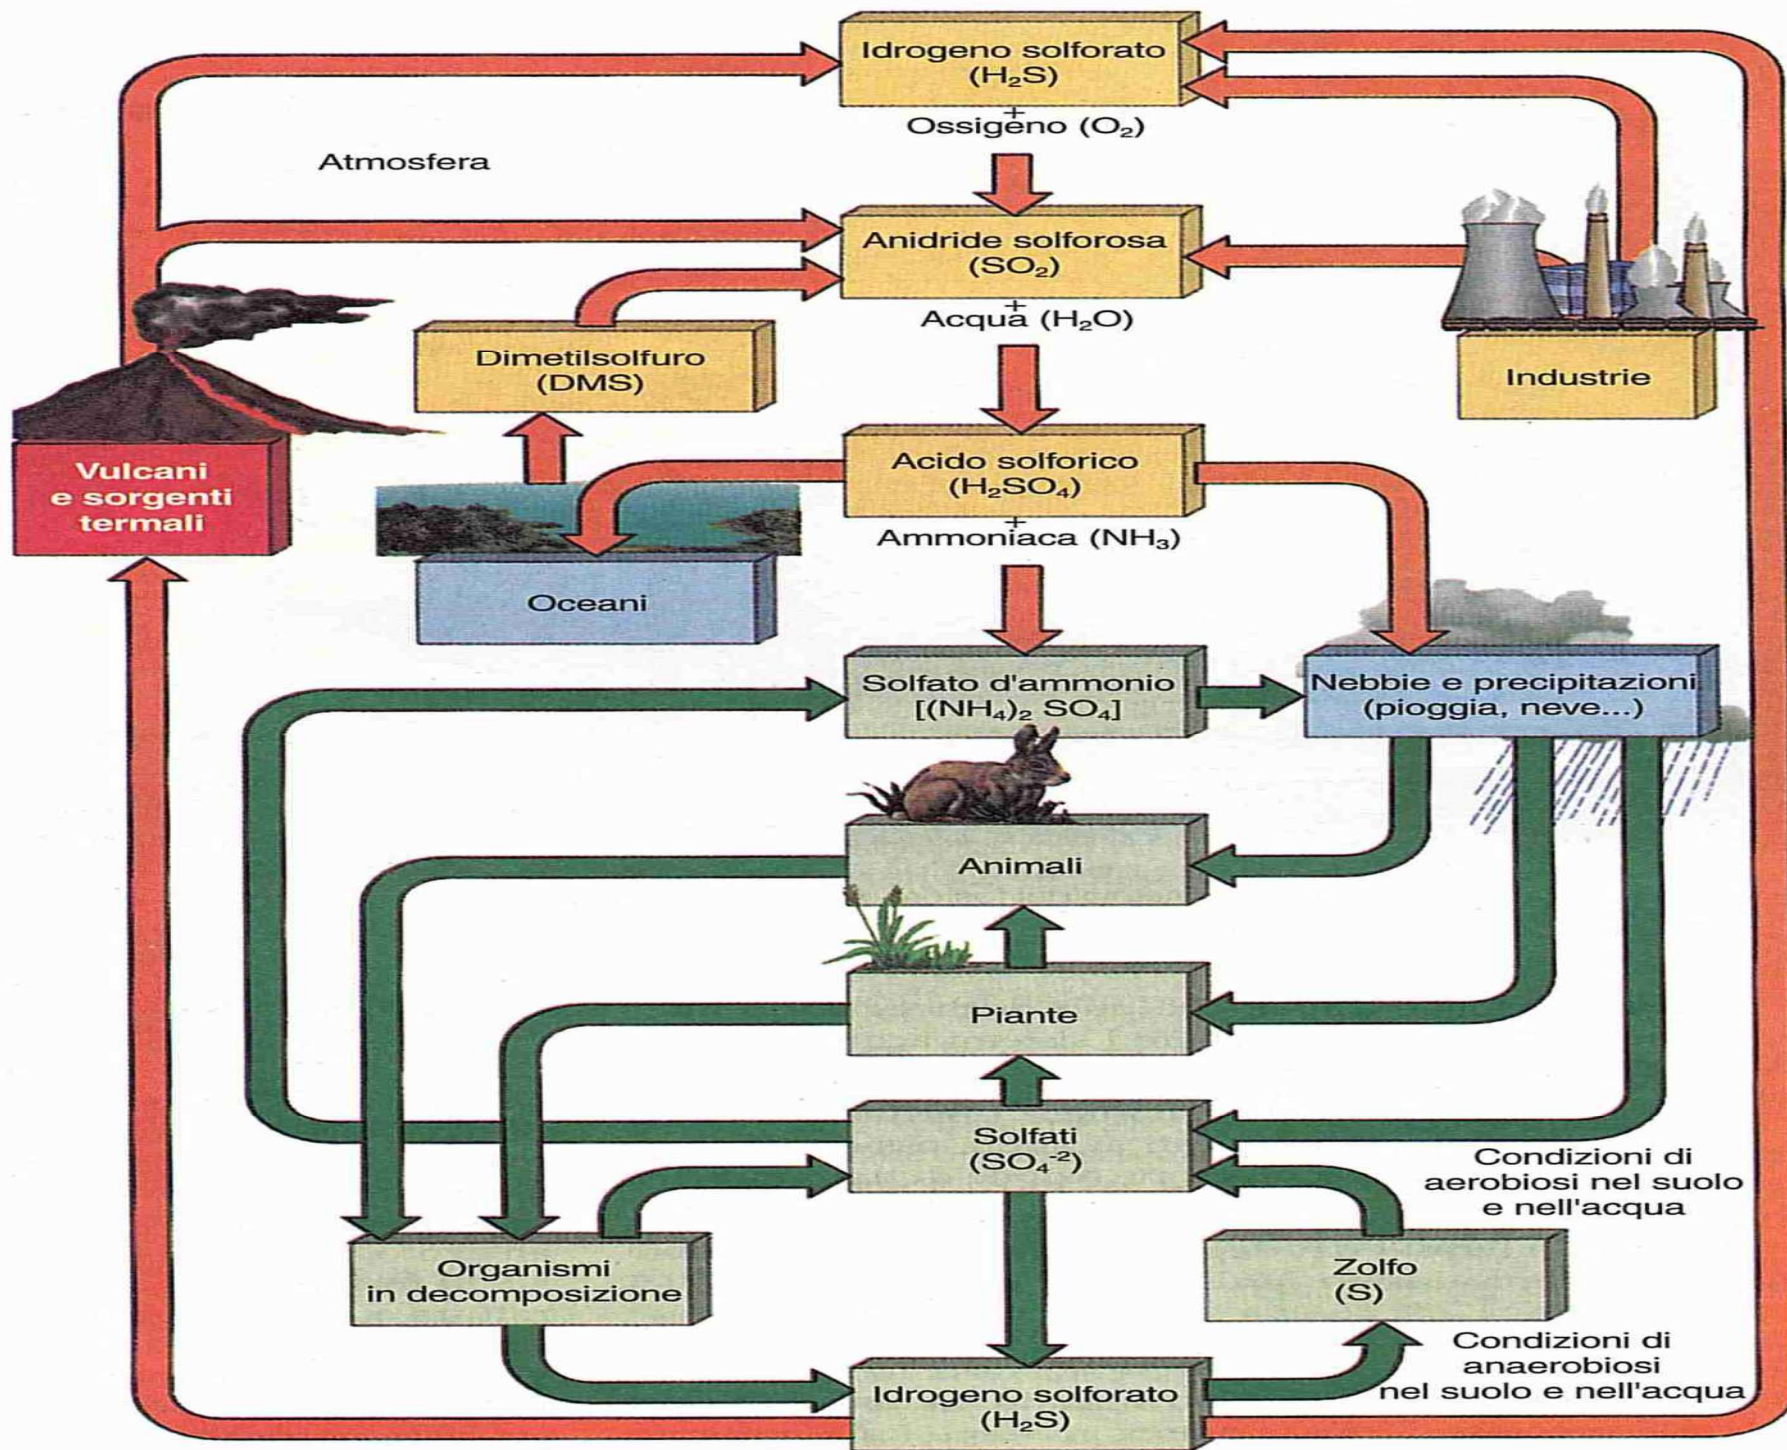 Idrogeno solforato
(H₂S)
+
Ossigeno (O₂)
Atmosfera
Anidride solforosa
(SO₂)
+
Acqua (H₂O)
Dimetilsolfuro
(DMS)
Industrie
Vulcani
e sorgenti
termali
Acido solforico
(H₂SO₄)
+
Ammoniaca (NH₃)
Oceani
Solfato d'ammonio
[(NH₄)₂ SO₄]
Nebbie e precipitazioni
(pioggia, neve...)
Animali
Piante
Solfati
(SO₄⁻²)
Condizioni di
aerobiosi nel suolo
e nell'acqua
Organismi
in decomposizione
Zolfo
(S)
Condizioni di
anaerobiosi
nel suolo e nell'acqua
Idrogeno solforato
(H₂S)